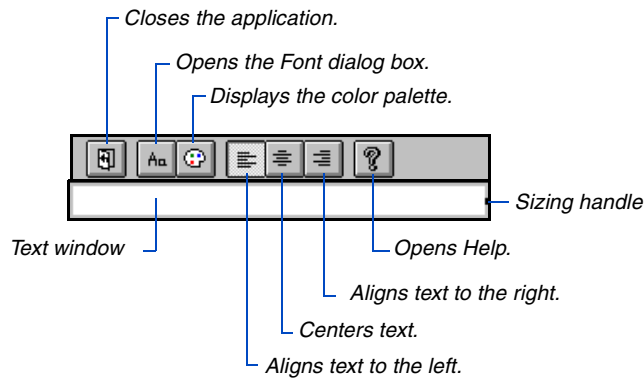 Closes the application.
Opens the Font dialog box.
Displays the color palette.
Aa
?
Sizing handle
Text window
Opens Help.
Aligns text to the right.
Centers text.
Aligns text to the left.